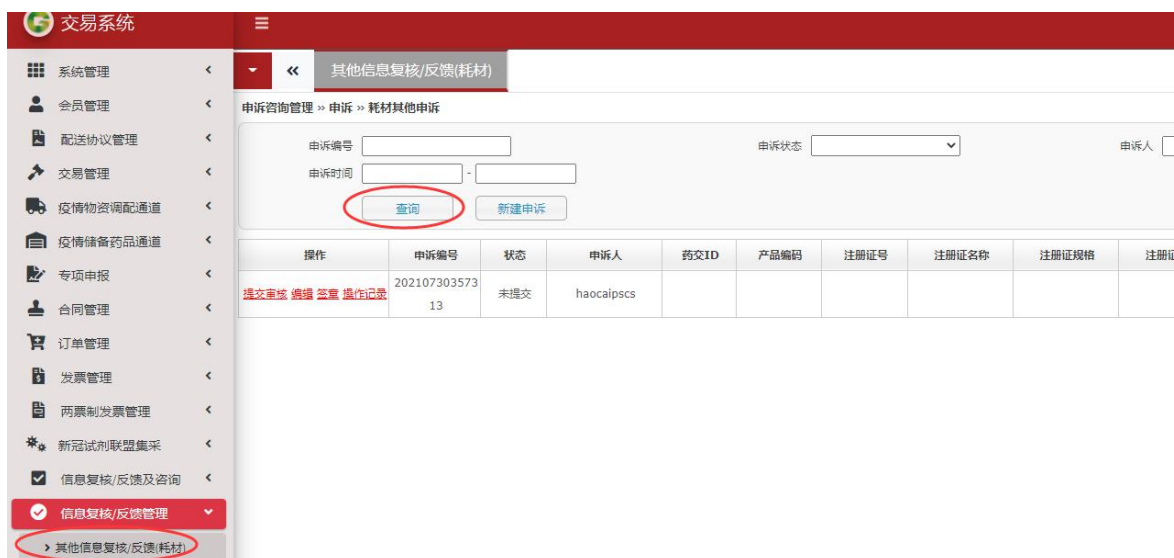 交易系统
系统管理
会员管理
配送协议管理
交易管理
疫情物资调配通道
疫情储备药品通道
专项申报
合同管理
订单管理
发票管理
两票制发票管理
新冠试剂联盟集采
信息复核/反馈及咨询
信息复核/反馈管理
其他信息复核/反馈(耗材)
其他信息复核/反馈(耗材)
申诉咨询管理 » 申诉 » 耗材其他申诉
申诉编号 申诉状态 申诉人
申诉时间 -
查询 新建申诉
操作 申诉编号 状态 申诉人 药交ID 产品编码 注册证号 注册证名称 注册证规格 注册证
提交审核 编辑 签章 操作记录 202107303573 未提交 haocaipscs
13